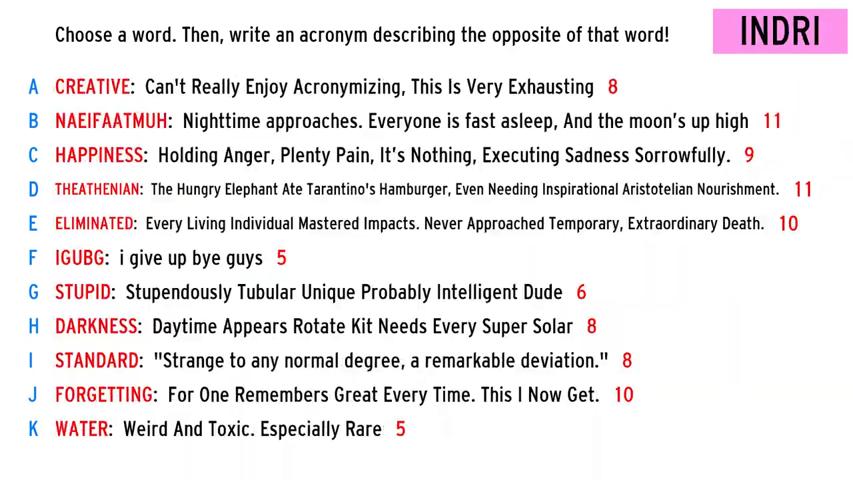 Choose a word. Then, write an acronym describing the opposite of that word!
INDRI
A CREATIVE: Can't Really Enjoy Acronymizing, This Is Very Exhausting 8
B NAEIFAATMUH: Nighttime approaches. Everyone is fast asleep, And the moon’s up high 11
C HAPPINESS: Holding Anger, Plenty Pain, It’s Nothing, Executing Sadness Sorrowfully. 9
D THEATHENIAN: The Hungry Elephant Ate Tarantino's Hamburger, Even Needing Inspirational Aristotelian Nourishment. 11
E ELIMINATED: Every Living Individual Mastered Impacts. Never Approached Temporary, Extraordinary Death. 10
F IGUBG: i give up bye guys 5
G STUPID: Stupendously Tubular Unique Probably Intelligent Dude 6
H DARKNESS: Daytime Appears Rotate Kit Needs Every Super Solar 8
I STANDARD: "Strange to any normal degree, a remarkable deviation." 8
J FORGETTING: For One Remembers Great Every Time. This I Now Get. 10
K WATER: Weird And Toxic. Especially Rare 5